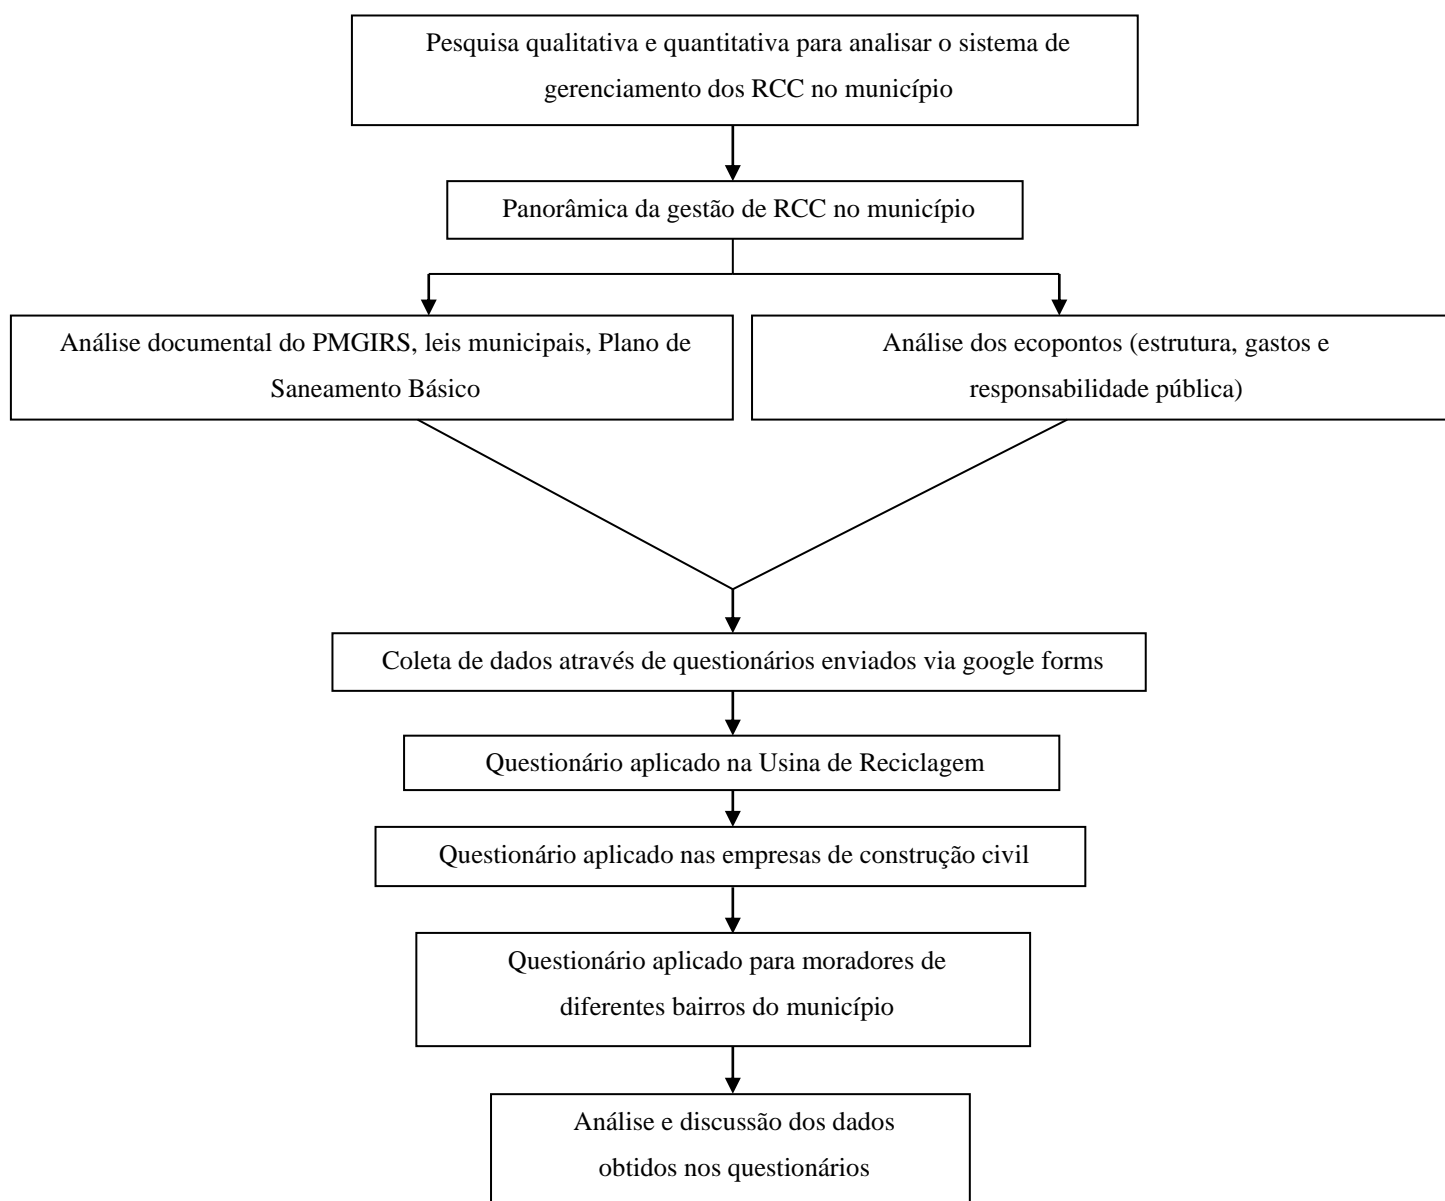 Pesquisa qualitativa e quantitativa para analisar o sistema de
gerenciamento dos RCC no município
Panorâmica da gestão de RCC no município
Análise documental do PMGIRS, leis municipais, Plano de
Saneamento Básico
Análise dos ecopontos (estrutura, gastos e
responsabilidade pública)
Coleta de dados através de questionários enviados via google forms
Questionário aplicado na Usina de Reciclagem
Questionário aplicado nas empresas de construção civil
Questionário aplicado para moradores de
diferentes bairros do município
Análise e discussão dos dados
obtidos nos questionários